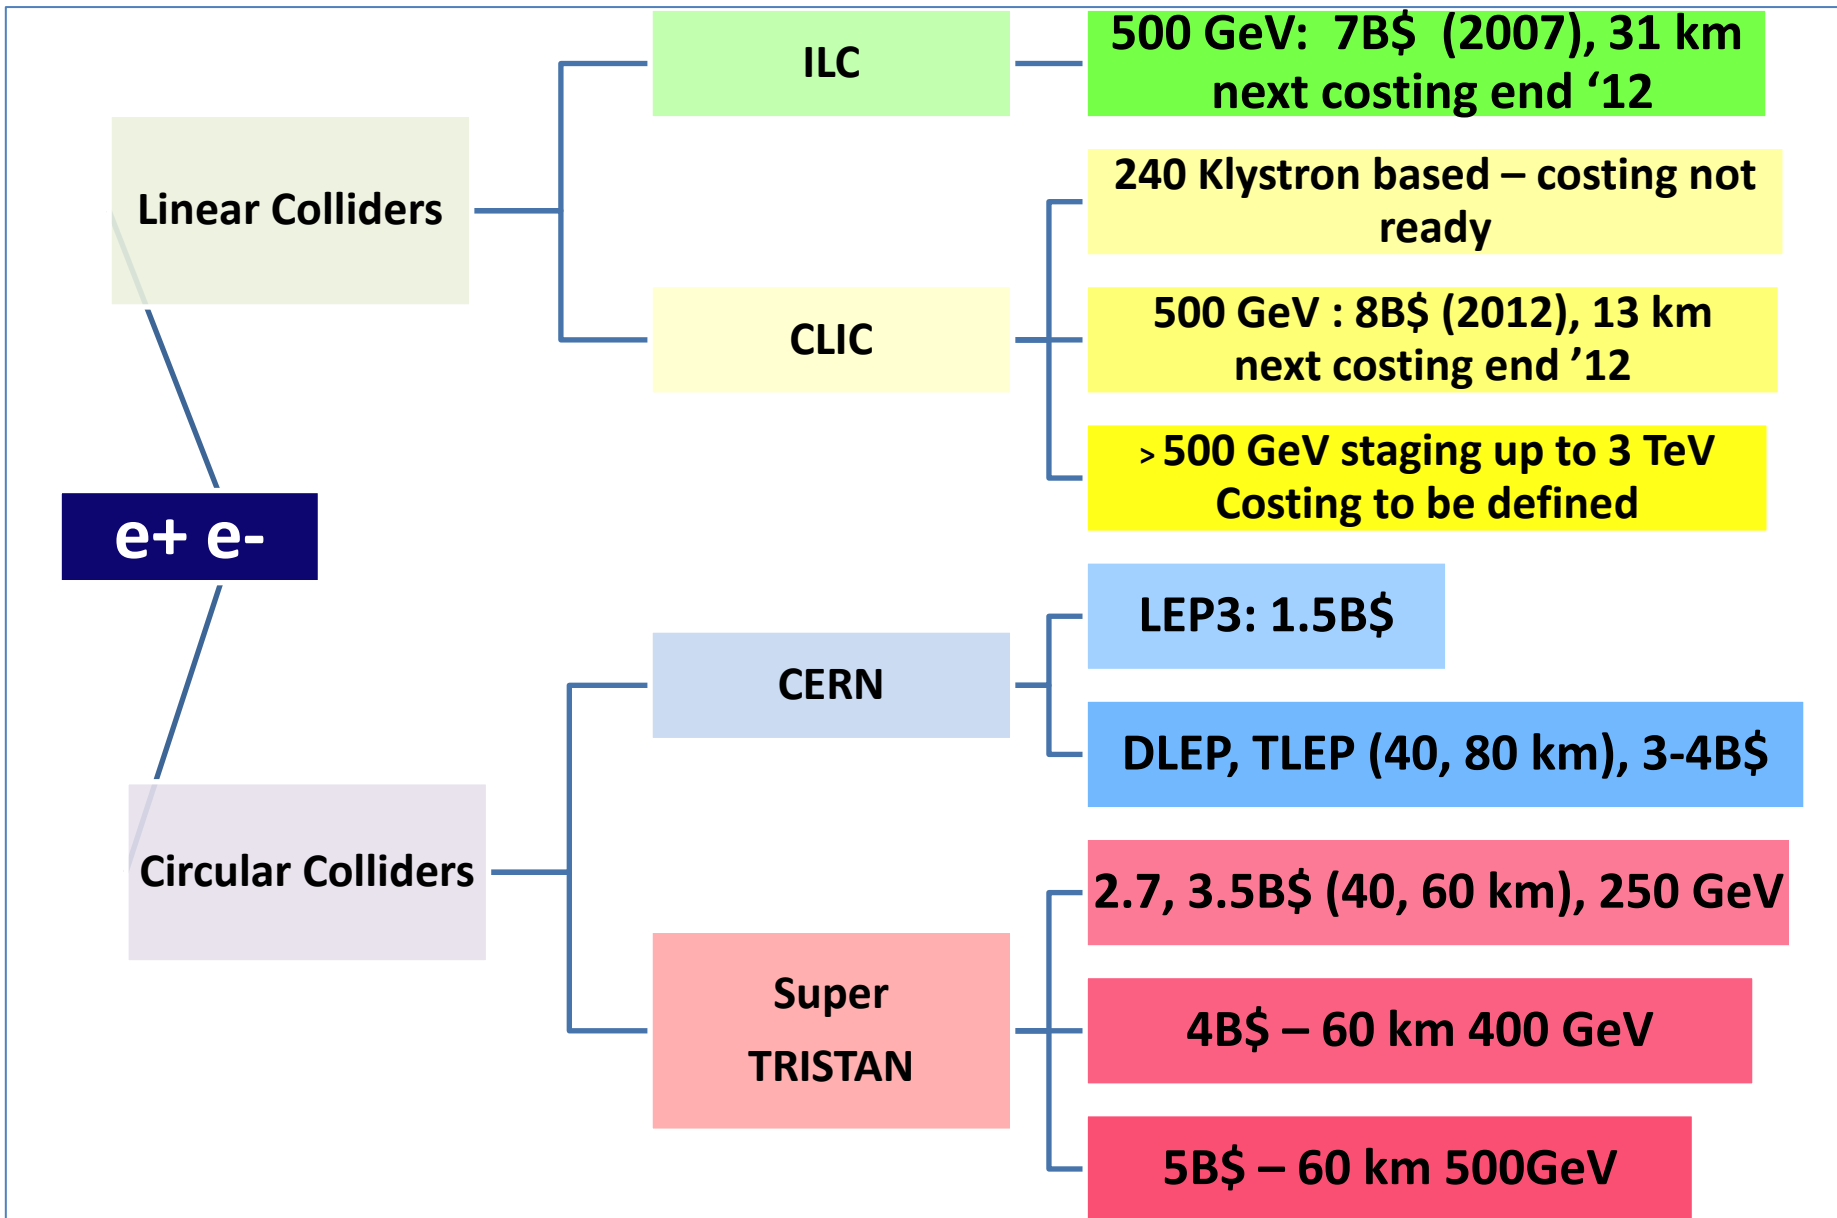 e+ e-
Linear Colliders
ILC
500 GeV:  7B$  (2007), 31 km
next costing end ‘12
CLIC
240 Klystron based – costing not
ready
500 GeV : 8B$ (2012), 13 km
next costing end ’12
> 500 GeV staging up to 3 TeV
Costing to be defined
Circular Colliders
CERN
LEP3: 1.5B$
DLEP, TLEP (40, 80 km), 3-4B$
Super
TRISTAN
2.7, 3.5B$ (40, 60 km), 250 GeV
4B$ – 60 km 400 GeV
5B$ – 60 km 500GeV